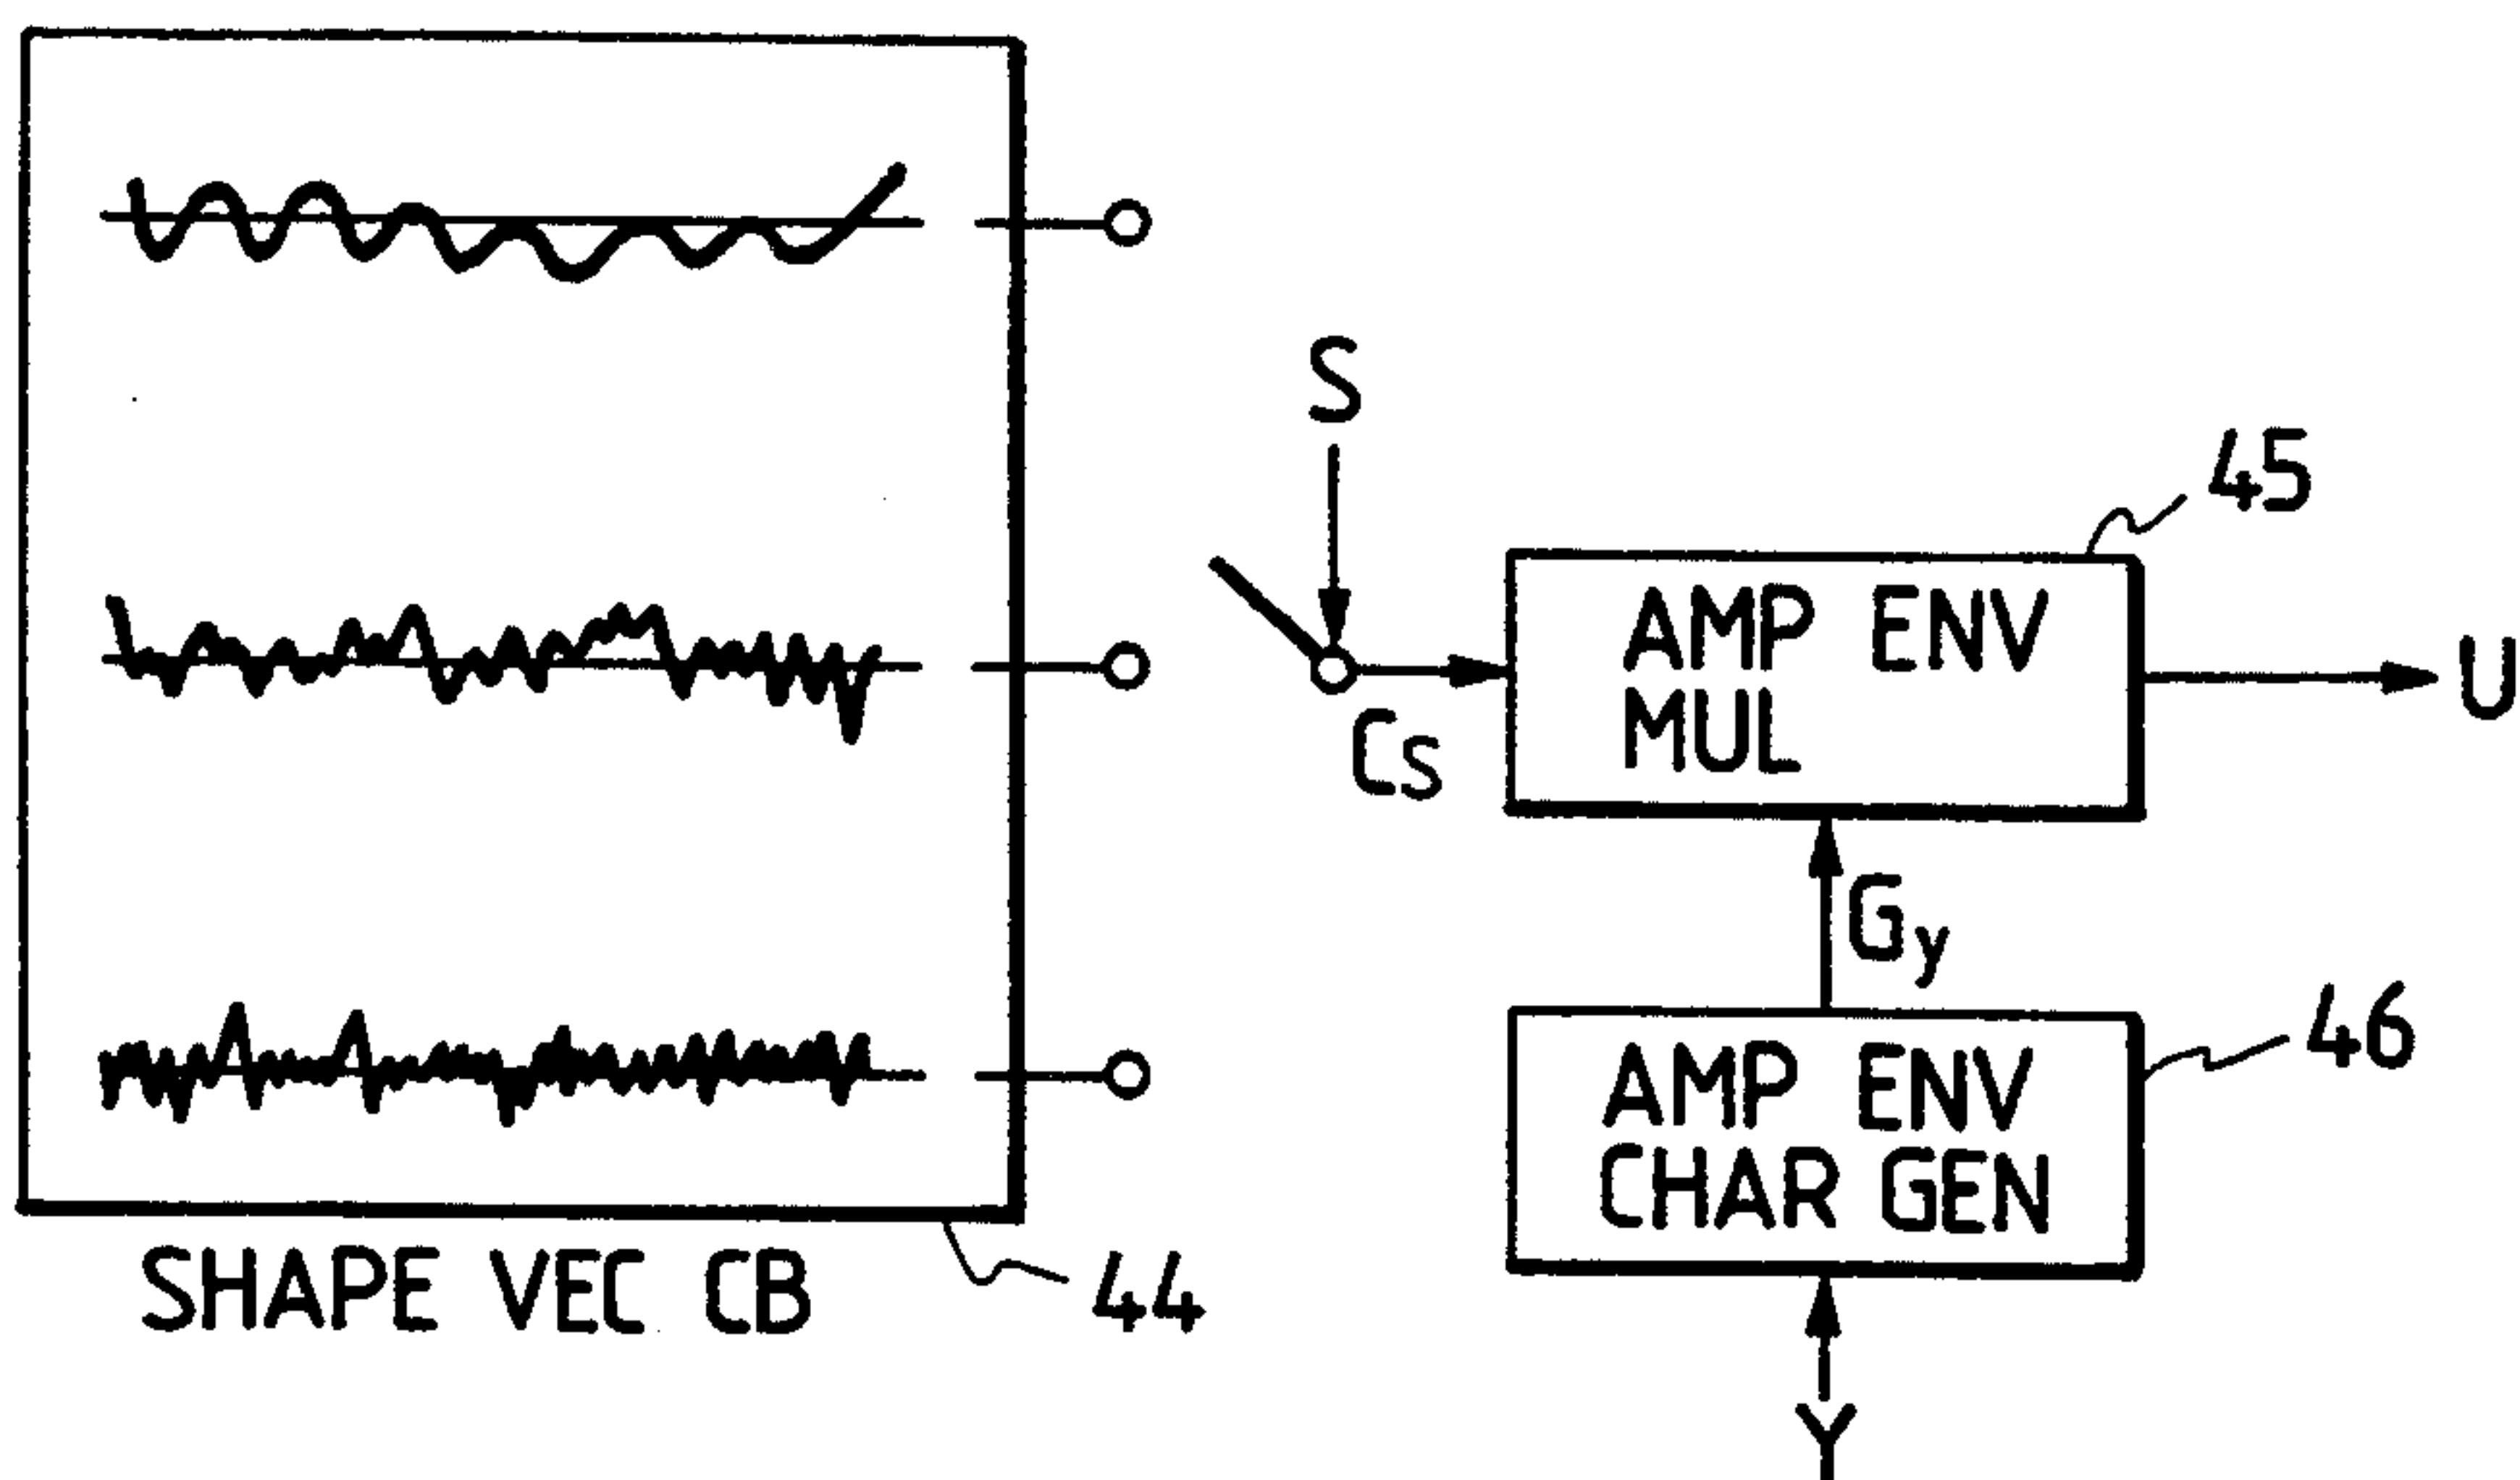 S
45
AMP ENV
MUL
U
Cs
Gy
46
AMP ENV
CHAR GEN
SHAPE VEC CB
44
Y